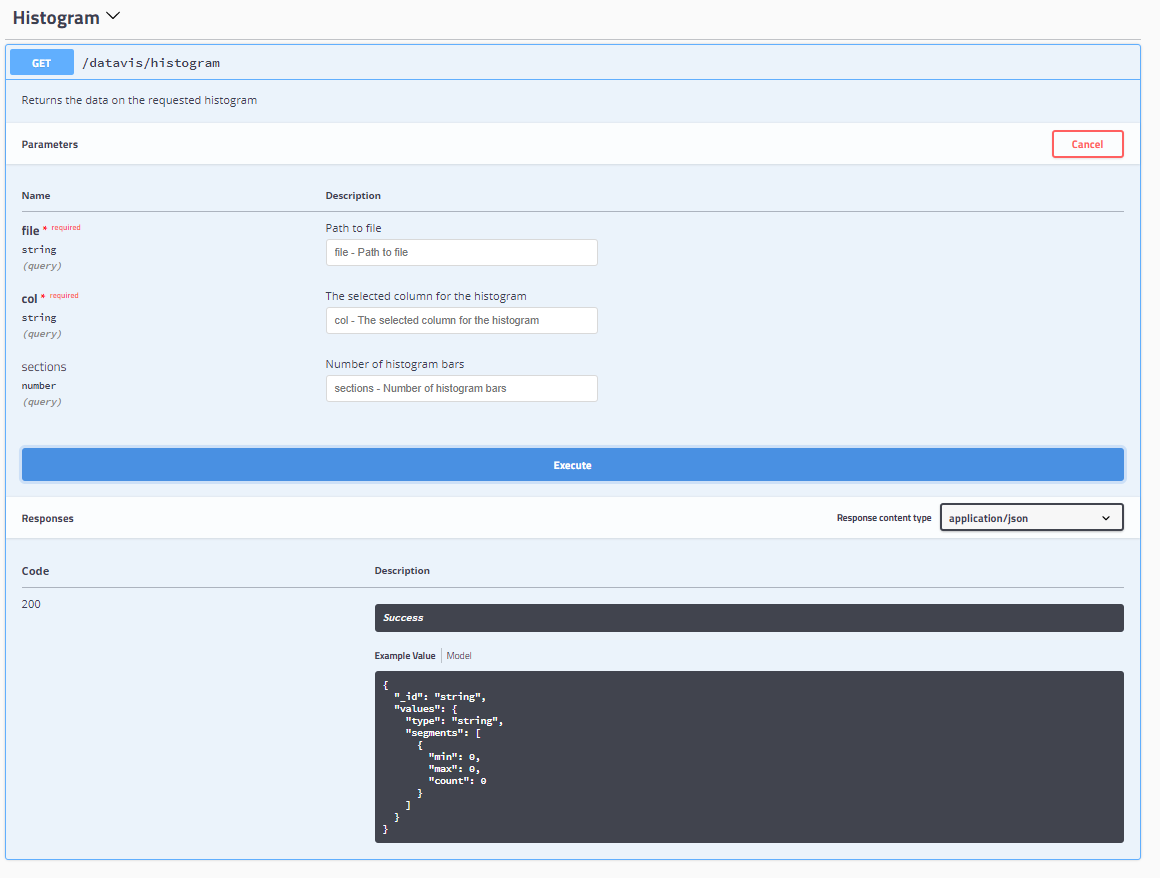 Histogram
GET /datavis/histogram
Returns the data on the requested histogram
Parameters
Cancel
Name Description
file * required
string
(query)
Path to file
file - Path to file
col * required
string
(query)
The selected column for the histogram
col - The selected column for the histogram
sections
number
(query)
Number of histogram bars
sections - Number of histogram bars
Execute
Responses
Response content type application/json
Code Description
200
Success
Example Value Model
{
  "_id": "string",
  "values": {
    "type": "string",
    "segments": [
      {
        "min": 0,
        "max": 0,
        "count": 0
      }
    ]
  }
}